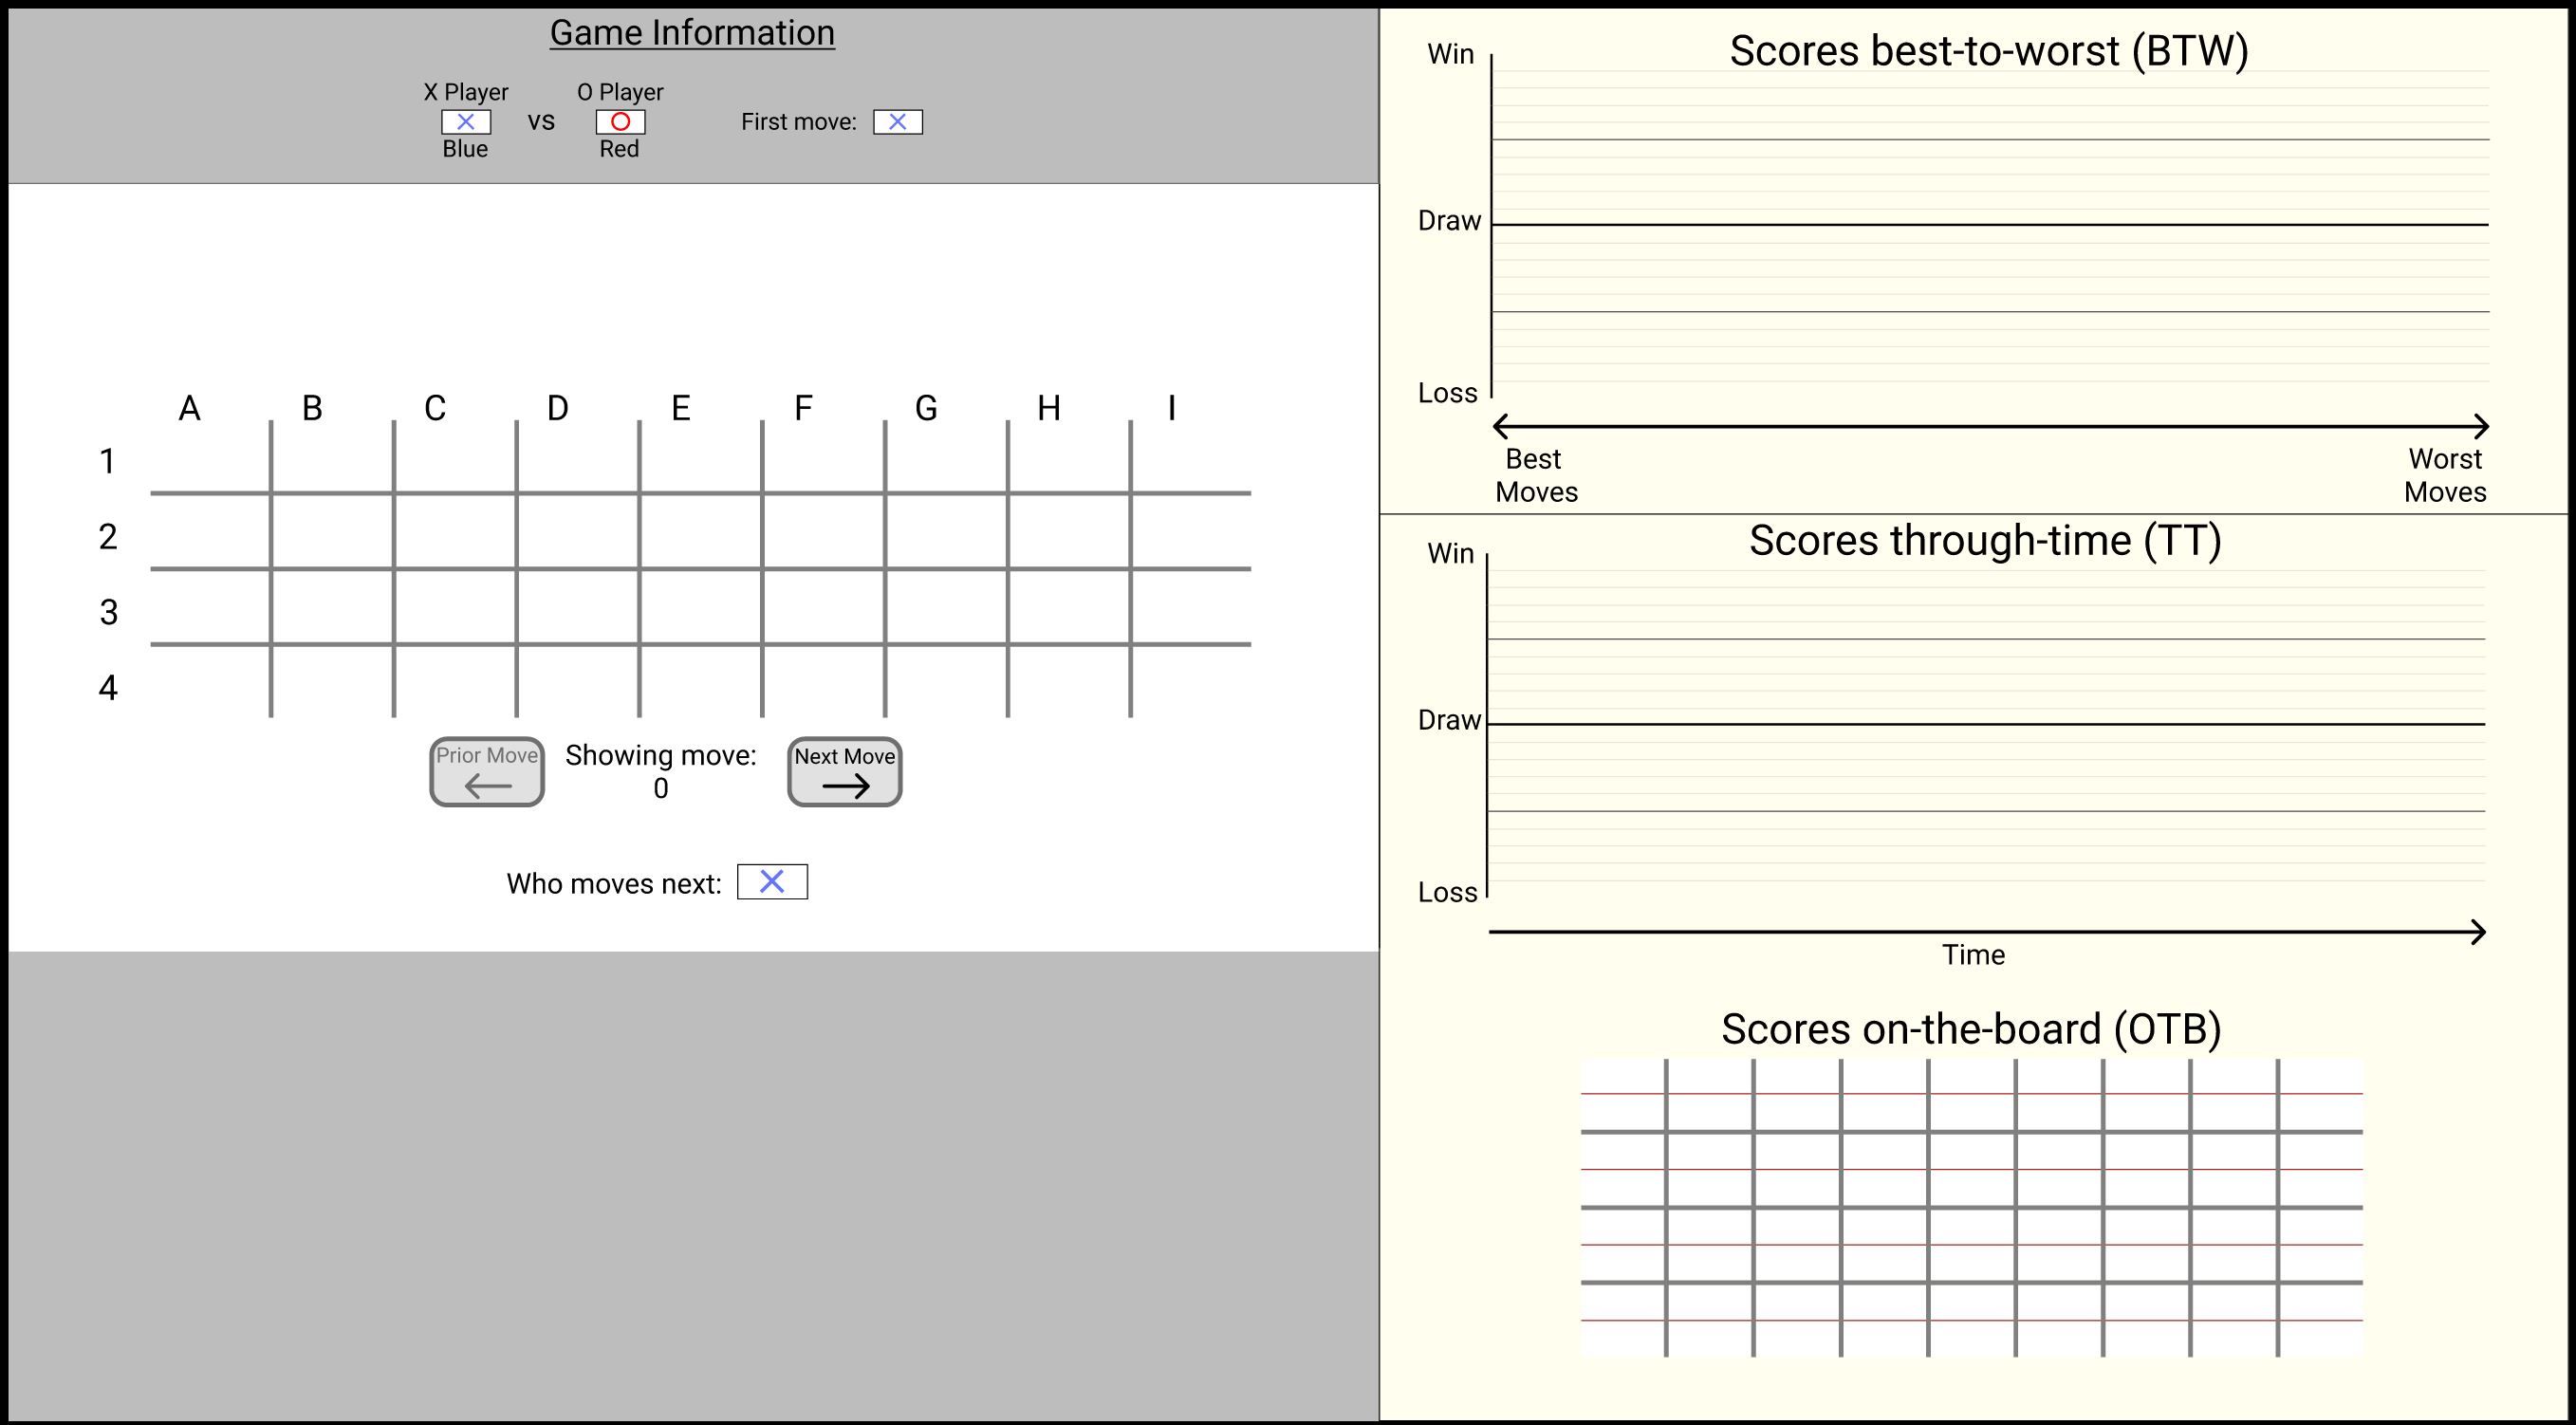 Game Information
X Player
O Player
vs
First move:
Blue
Red
A B C D E F G H I
1
2
3
4
Prior Move
Showing move:
0
Next Move
Who moves next:
Scores best-to-worst (BTW)
Win
Draw
Loss
Best
Moves
Worst
Moves
Scores through-time (TT)
Win
Draw
Loss
Time
Scores on-the-board (OTB)